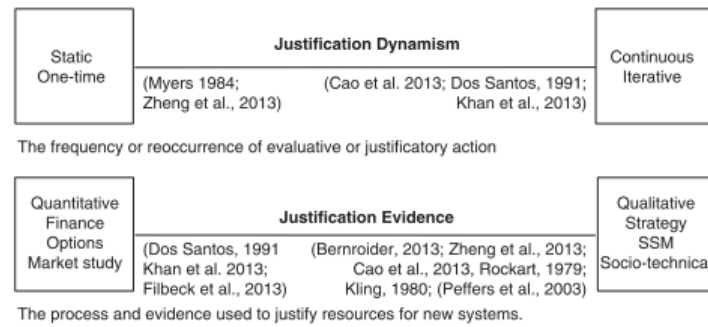 Static
One-time
Justification Dynamism
Continuous
Iterative
(Myers 1984;
Zheng et al., 2013)
(Cao et al. 2013; Dos Santos, 1991;
Khan et al., 2013)
The frequency or reoccurrence of evaluative or justificatory action
Quantitative
Finance
Options
Market study
Justification Evidence
Qualitative
Strategy
SSM
Socio-technica
(Dos Santos, 1991
Khan et al. 2013;
Filbeck et al., 2013)
(Bernroider, 2013; Zheng et al., 2013;
Cao et al., 2013, Rockart, 1979;
Kling, 1980; (Peffers et al., 2003)
The process and evidence used to justify resources for new systems.